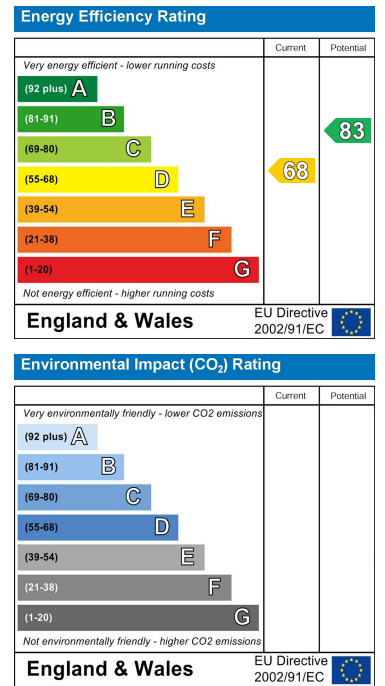 Energy Efficiency Rating
Current Potential
Very energy efficient - lower running costs
(92 plus) A
(81-91) B
(69-80) C
(55-68) D
(39-54) E
(21-38) F
(1-20) G
68
83
Not energy efficient - higher running costs
England & Wales
EU Directive
2002/91/EC
Environmental Impact (CO₂) Rating
Current Potential
Very environmentally friendly - lower CO2 emissions
(92 plus) A
(81-91) B
(69-80) C
(55-68) D
(39-54) E
(21-38) F
(1-20) G
Not environmentally friendly - higher CO2 emissions
England & Wales
EU Directive
2002/91/EC